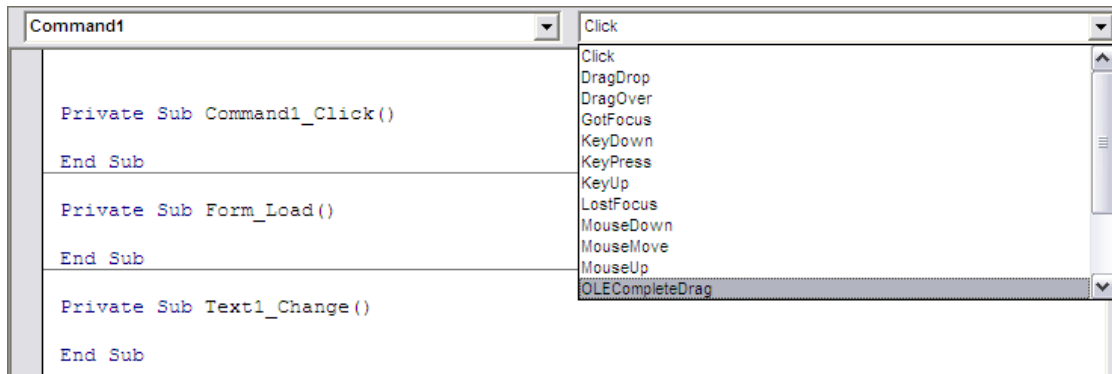 Command1
Click
Click
DragDrop
DragOver
GotFocus
KeyDown
KeyPress
KeyUp
LostFocus
MouseDown
MouseMove
MouseUp
OLECompleteDrag
Private Sub Command1_Click()
End Sub
Private Sub Form_Load()
End Sub
Private Sub Text1_Change()
End Sub